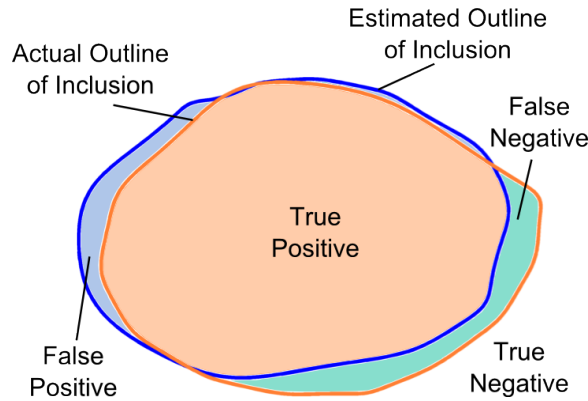 Estimated Outline
of Inclusion
Actual Outline
of Inclusion
False
Negative
True
Positive
False
Positive
True
Negative